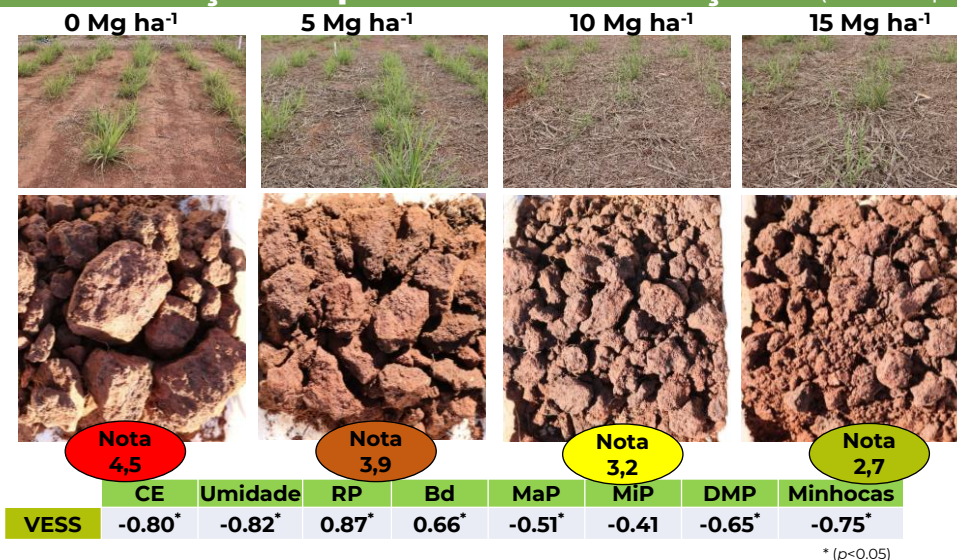 0 Mg ha⁻¹ 5 Mg ha⁻¹ 10 Mg ha⁻¹ 15 Mg ha⁻¹
Nota 4,5
Nota 3,9
Nota 3,2
Nota 2,7
CE Umidade RP Bd MaP MiP DMP Minhocas
VESS -0.80* -0.82* 0.87* 0.66* -0.51* -0.41 -0.65* -0.75*
* (p<0.05)